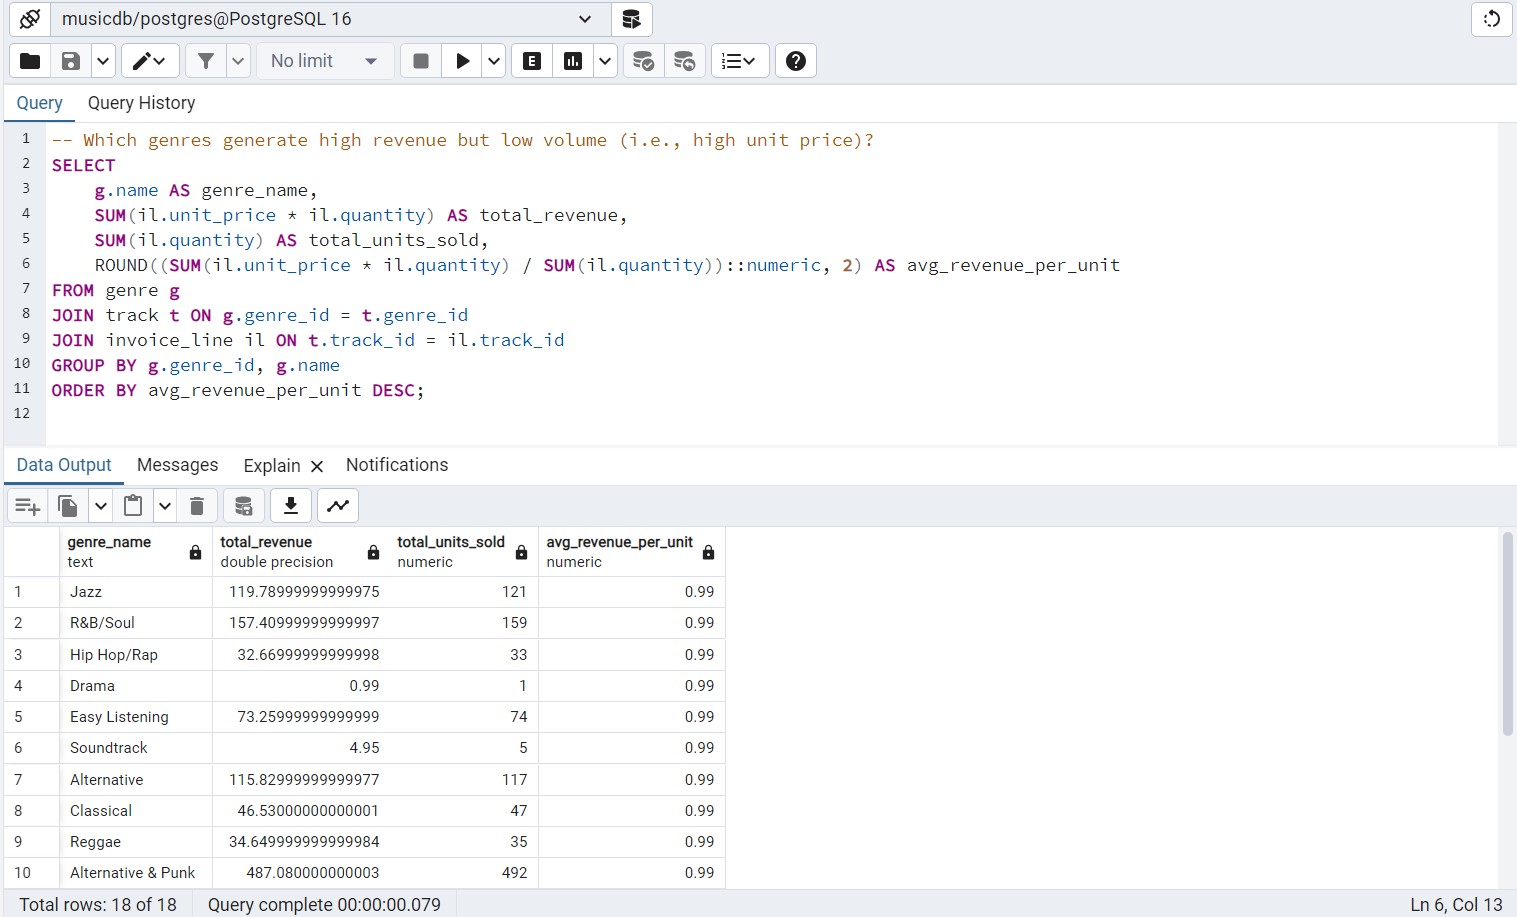 musicdb/postgres@PostgreSQL 16
No limit
E
Query Query History
1 -- Which genres generate high revenue but low volume (i.e., high unit price)?
2 SELECT
3 g.name AS genre_name,
4 SUM(il.unit_price * il.quantity) AS total_revenue,
5 SUM(il.quantity) AS total_units_sold,
6 ROUND((SUM(il.unit_price * il.quantity) / SUM(il.quantity))::numeric, 2) AS avg_revenue_per_unit
7 FROM genre g
8 JOIN track t ON g.genre_id = t.genre_id
9 JOIN invoice_line il ON t.track_id = il.track_id
10 GROUP BY g.genre_id, g.name
11 ORDER BY avg_revenue_per_unit DESC;
12
Data Output Messages Explain Notifications
genre_name total_revenue total_units_sold avg_revenue_per_unit
text double precision numeric numeric
1 Jazz 119.78999999999975 121 0.99
2 R&B/Soul 157.40999999999997 159 0.99
3 Hip Hop/Rap 32.66999999999998 33 0.99
4 Drama 0.99 1 0.99
5 Easy Listening 73.25999999999999 74 0.99
6 Soundtrack 4.95 5 0.99
7 Alternative 115.82999999999977 117 0.99
8 Classical 46.53000000000001 47 0.99
9 Reggae 34.649999999999984 35 0.99
10 Alternative & Punk 487.080000000003 492 0.99
Total rows: 18 of 18 Query complete 00:00:00.079 Ln 6, Col 13